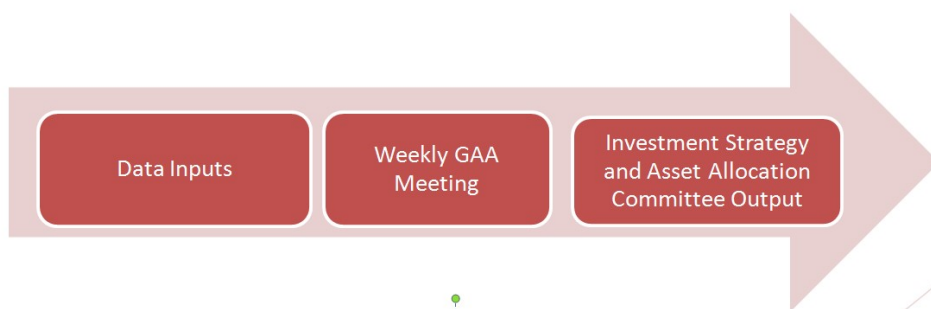 Data Inputs
Weekly GAA
Meeting
Investment Strategy
and Asset Allocation
Committee Output